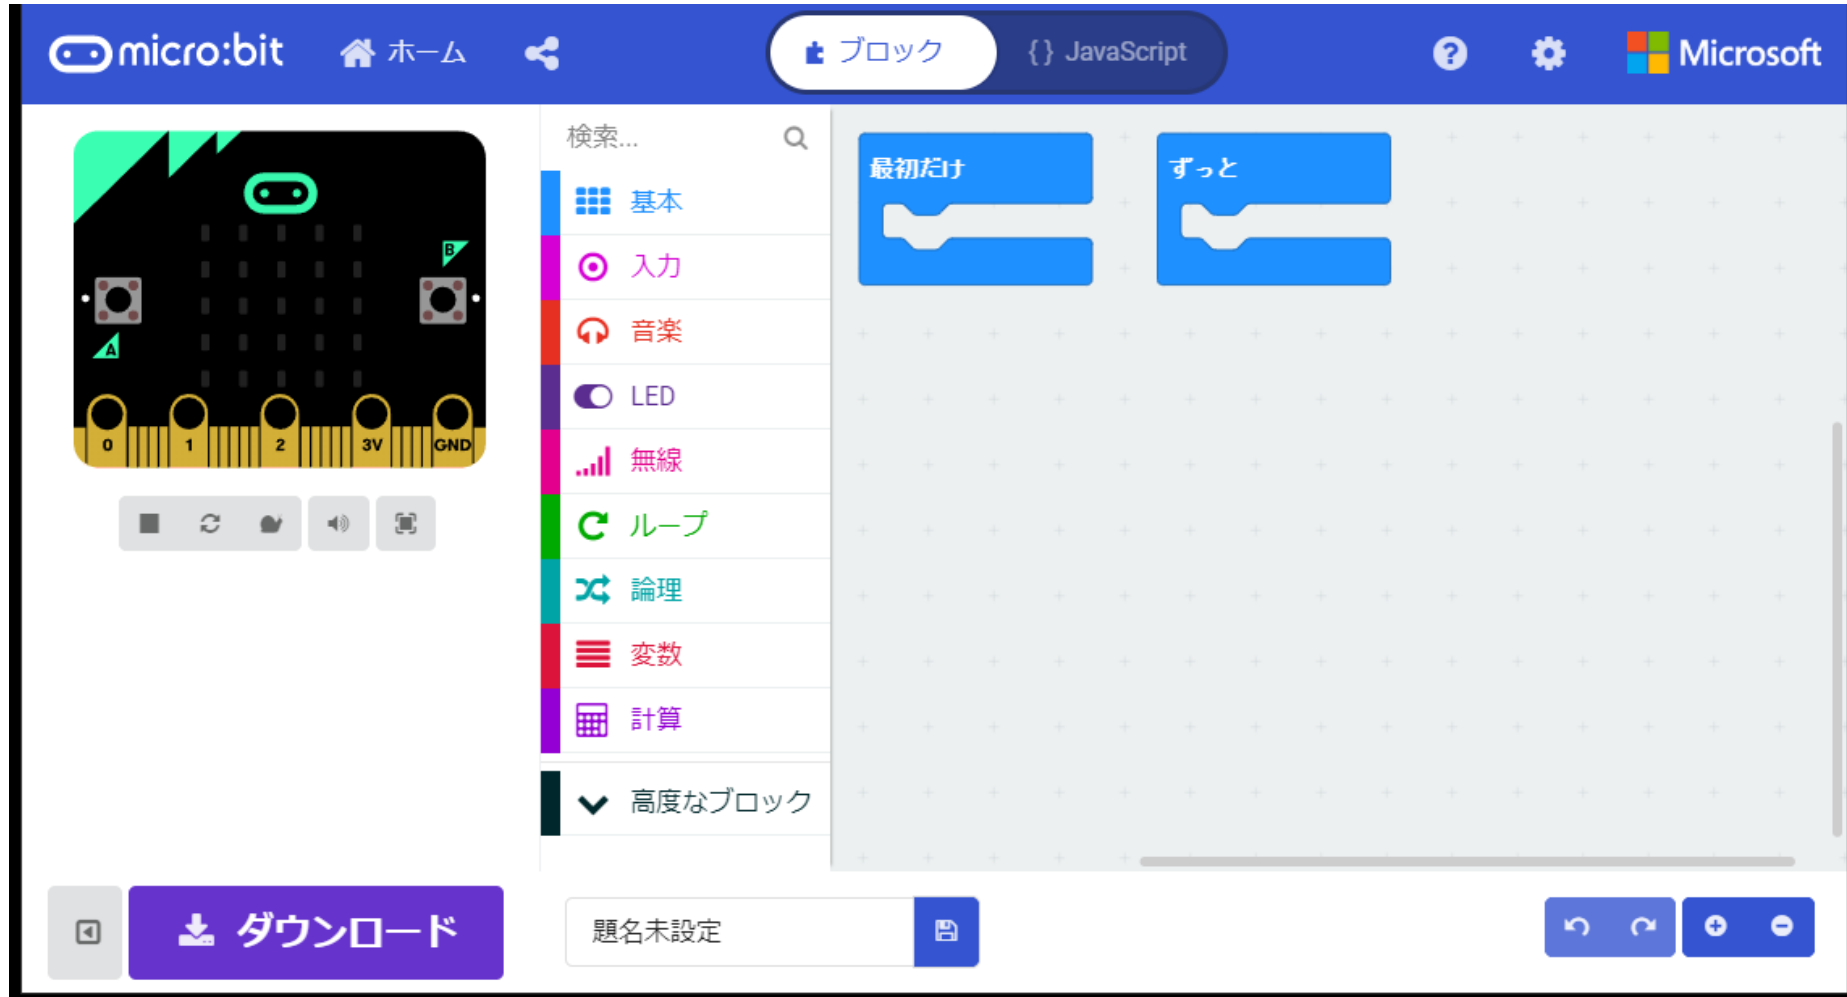 micro:bit ホーム ブロック {} JavaScript ? Microsoft
検索...
基本
入力
音楽
LED
無線
ループ
論理
変数
計算
高度なブロック
最初だけ
ずっと
B
A
0 1 2 3V GND
ダウンロード
題名未設定